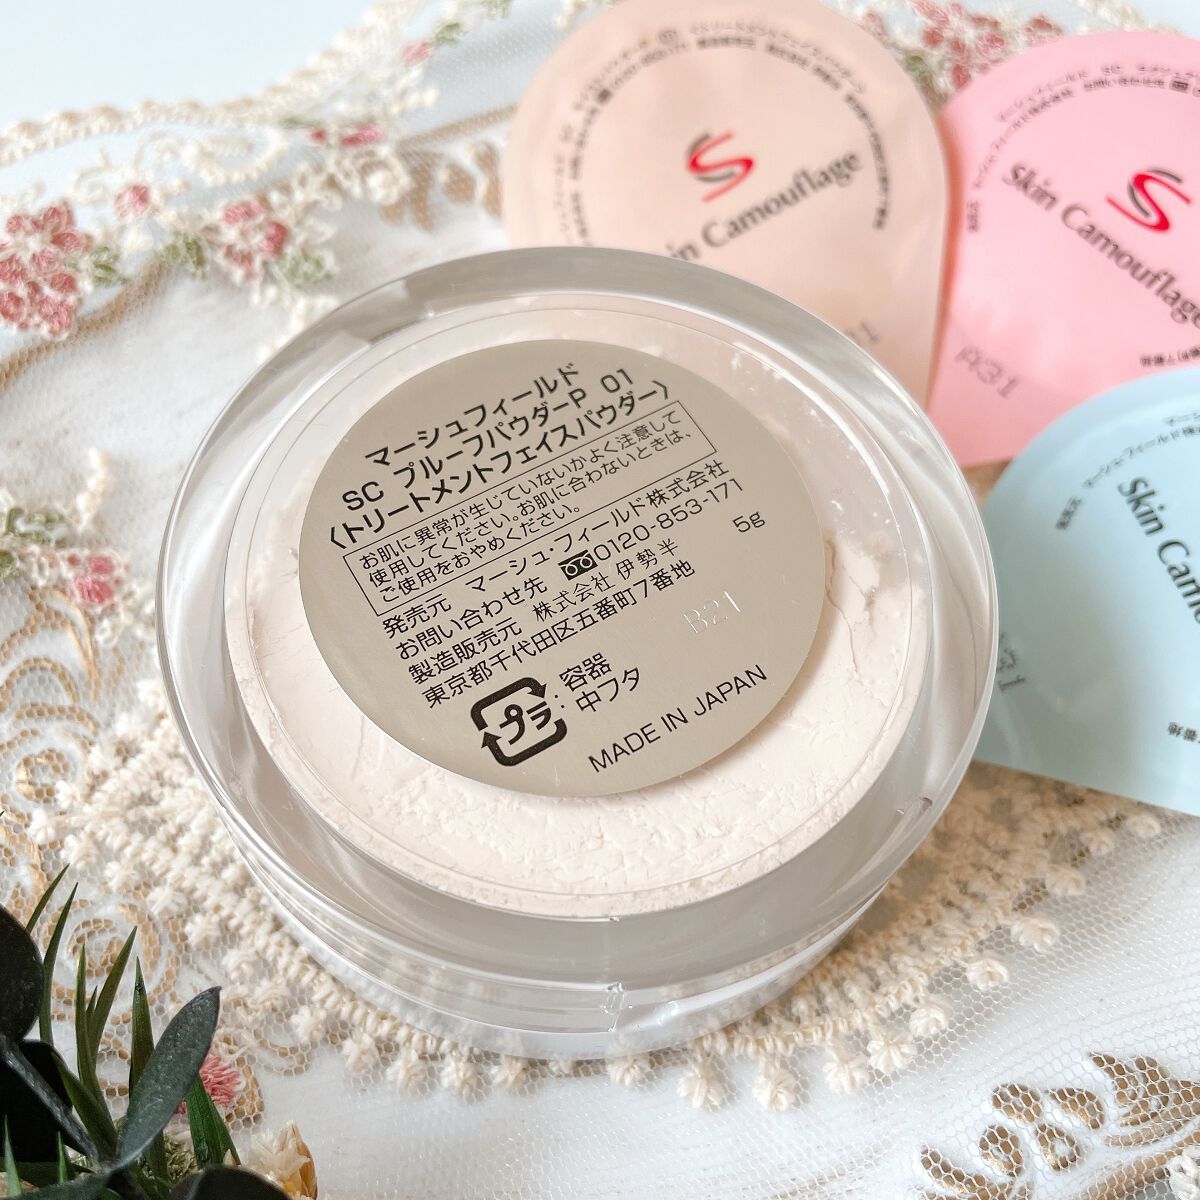 マーシュフィールド
SC プルーフパウダーP 01
〈トリートメントフェイスパウダー〉
お肌に異常が生じていないかよく注意して
使用してください。お肌に合わないときは、
ご使用をおやめください。
発売元 マーシュ・フィールド株式会社
お問い合わせ先 0120-853-171
製造販売元 株式会社 伊勢半
東京都千代田区五番町7番地
5g
B21
プラ
:容器
中フタ
MADE IN JAPAN
Camouflage
Skin Camouflage
Skin